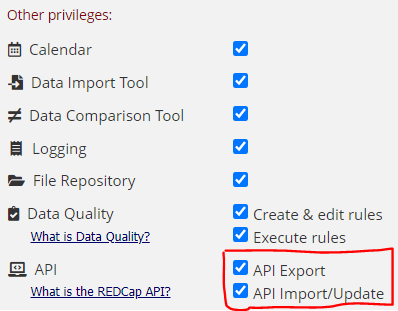 Other privileges:
Calendar
Data Import Tool
Data Comparison Tool
Logging
File Repository
Data Quality Create & edit rules
What is Data Quality? Execute rules
API API Export
What is the REDCap API? API Import/Update